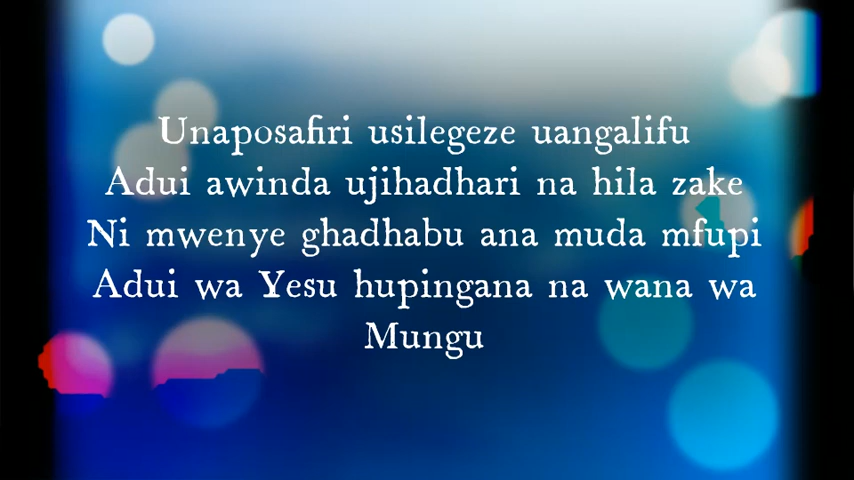 Unaposafiri usilegeze uangalifu
Adui awinda ujihadhari na hila zake
Ni mwenye ghadhabu ana muda mfupi
Adui wa Yesu hupingana na wana wa
Mungu